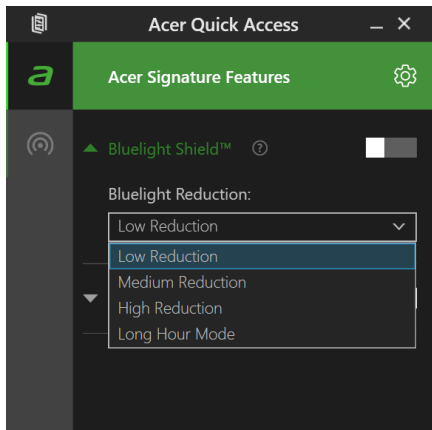 Acer Quick Access
a
Acer Signature Features
Bluelight Shield™ ?
Bluelight Reduction:
Low Reduction
Low Reduction
Medium Reduction
High Reduction
Long Hour Mode